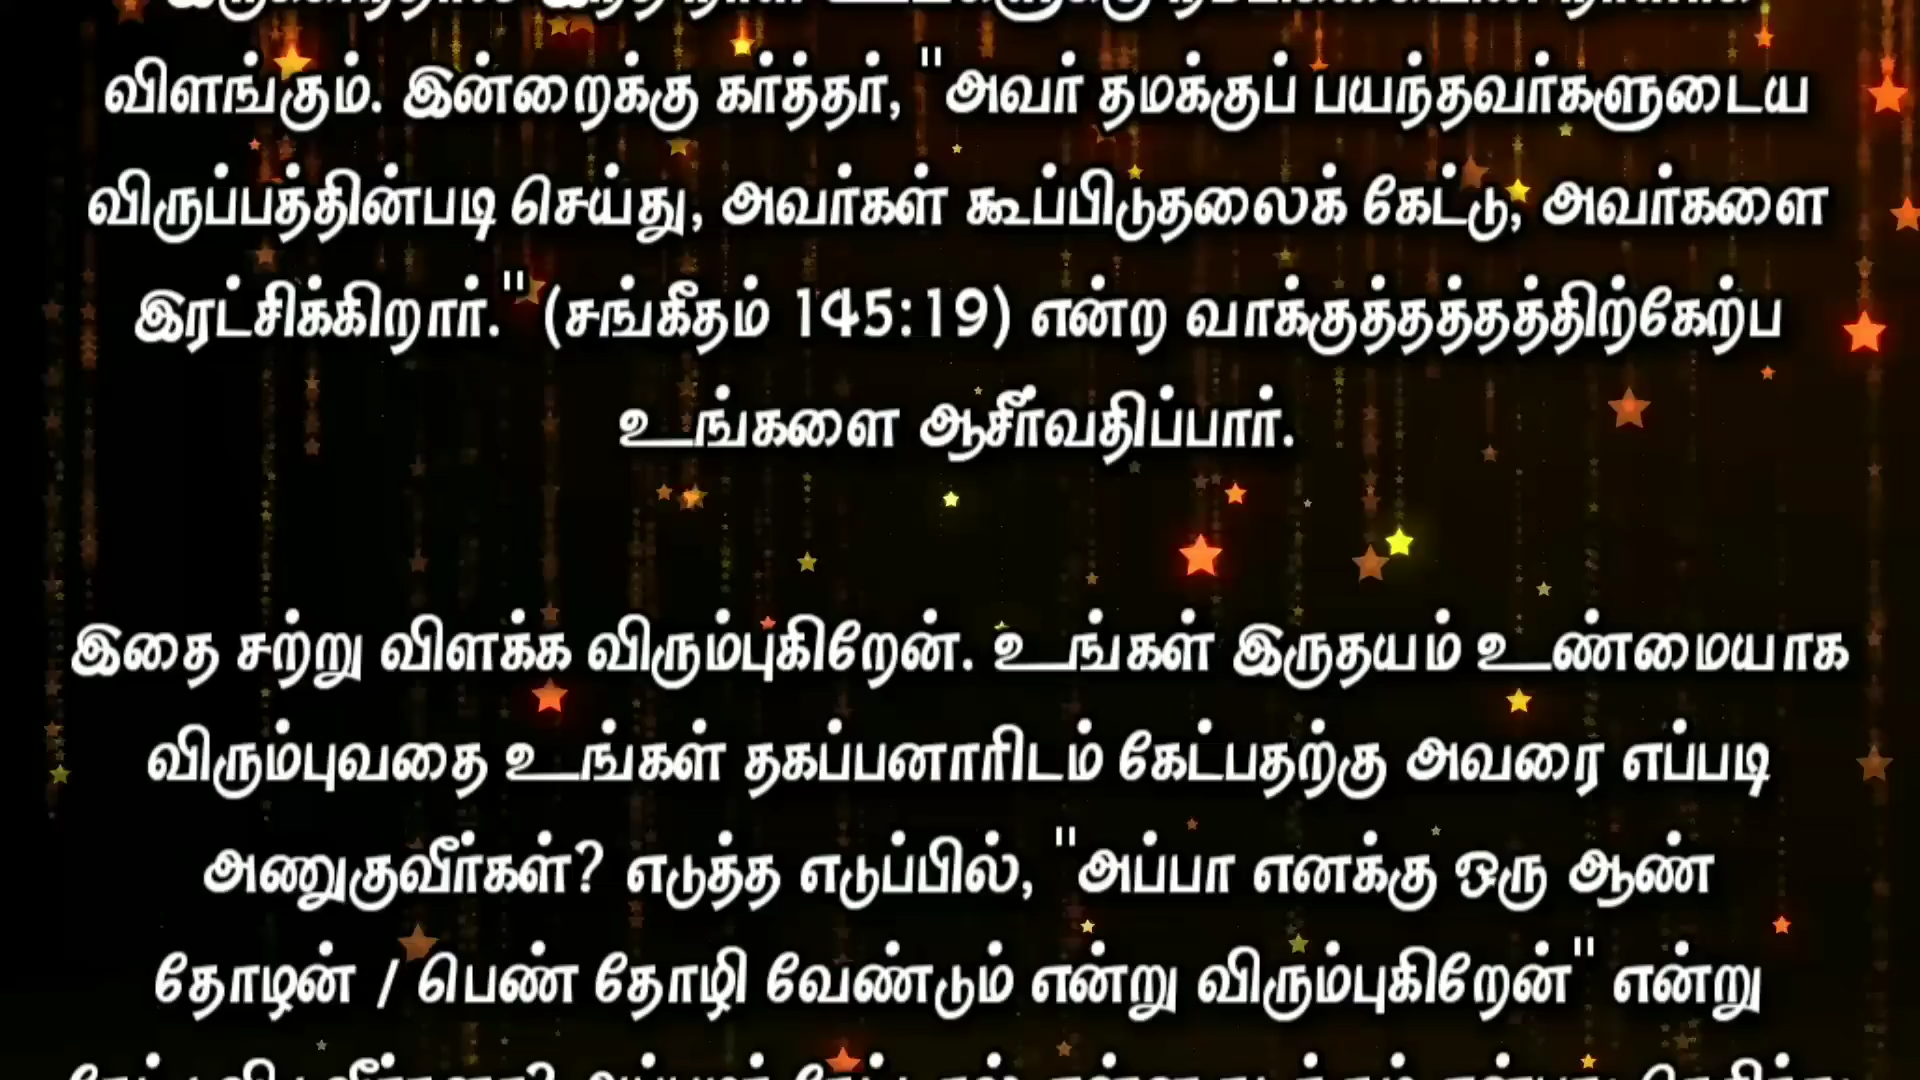 விளங்கும். இன்றைக்கு கர்த்தர், "அவர் தமக்குப் பயந்தவர்களுடைய
விருப்பத்தின்படி செய்து, அவர்கள் கூப்பிடுதலைக் கேட்டு, அவர்களை
இரட்சிக்கிறார்." (சங்கீதம் 145:19) என்ற வாக்குத்தத்தத்திற்கேற்ப
உங்களை ஆசீர்வதிப்பார்.
இதை சற்று விளக்க விரும்புகிறேன். உங்கள் இருதயம் உண்மையாக
விரும்புவதை உங்கள் தகப்பனாரிடம் கேட்பதற்கு அவரை எப்படி
அணுகுவீர்கள்? எடுத்த எடுப்பில், "அப்பா எனக்கு ஒரு ஆண்
தோழன் / பெண் தோழி வேண்டும் என்று விரும்புகிறேன்" என்று